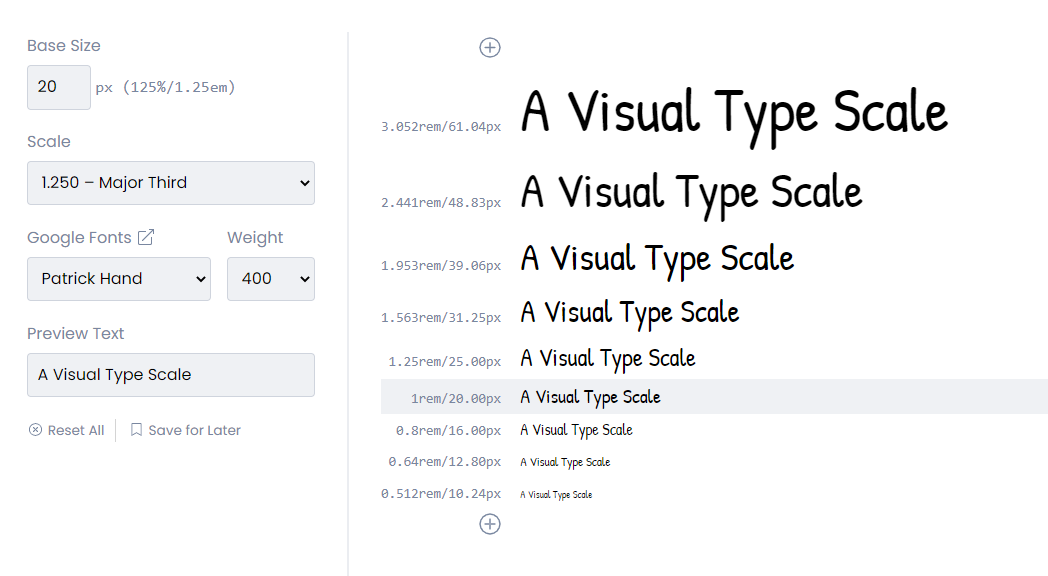 Base Size
20 px (125%/1.25em)
Scale
1.250 – Major Third
Google Fonts Weight
Patrick Hand 400
Preview Text
A Visual Type Scale
Reset All Save for Later
3.052rem/61.04px A Visual Type Scale
2.441rem/48.83px A Visual Type Scale
1.953rem/39.06px A Visual Type Scale
1.563rem/31.25px A Visual Type Scale
1.25rem/25.00px A Visual Type Scale
1rem/20.00px A Visual Type Scale
0.8rem/16.00px A Visual Type Scale
0.64rem/12.80px A Visual Type Scale
0.512rem/10.24px A Visual Type Scale